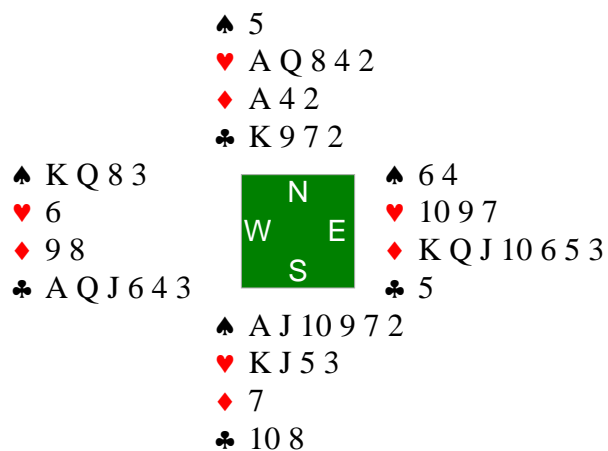 ♠ 5
♥ A Q 8 4 2
♦ A 4 2
♣ K 9 7 2
♠ K Q 8 3
♥ 6
♦ 9 8
♣ A Q J 6 4 3
N
W E
S
♠ 6 4
♥ 10 9 7
♦ K Q J 10 6 5 3
♣ 5
♠ A J 10 9 7 2
♥ K J 5 3
♦ 7
♣ 10 8